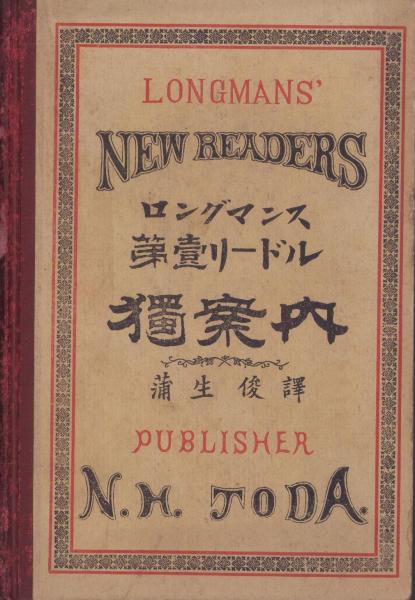 LONGMANS'
NEW READERS
ロングマンス
第壹リードル
獨案内
蒲生俊譯
PUBLISHER
N. H. TODA.